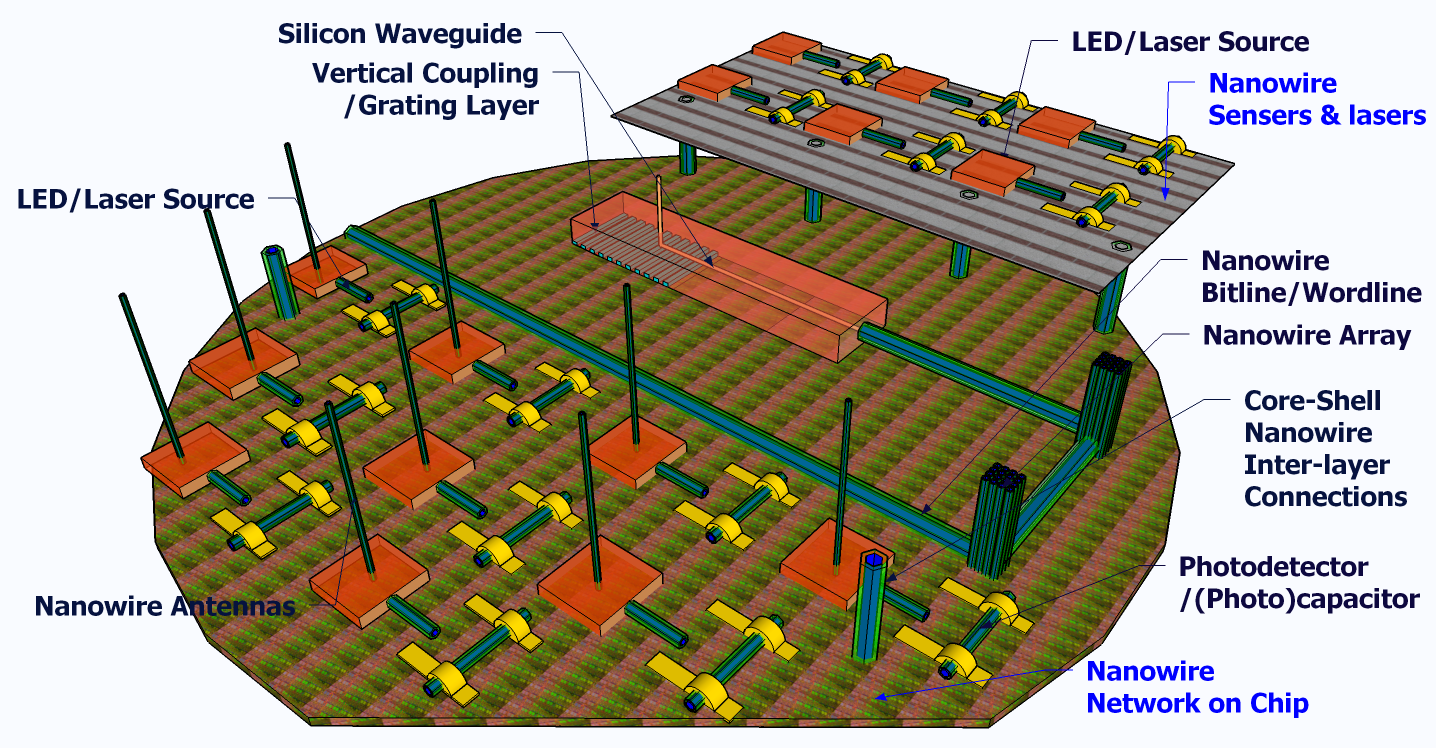 Silicon Waveguide
Vertical Coupling
/Grating Layer
LED/Laser Source
Nanowire
Sensers & lasers
LED/Laser Source
Nanowire
Bitline/Wordline
Nanowire Array
Core-Shell
Nanowire
Inter-layer
Connections
Photodetector
/(Photo)capacitor
Nanowire Antennas
Nanowire
Network on Chip